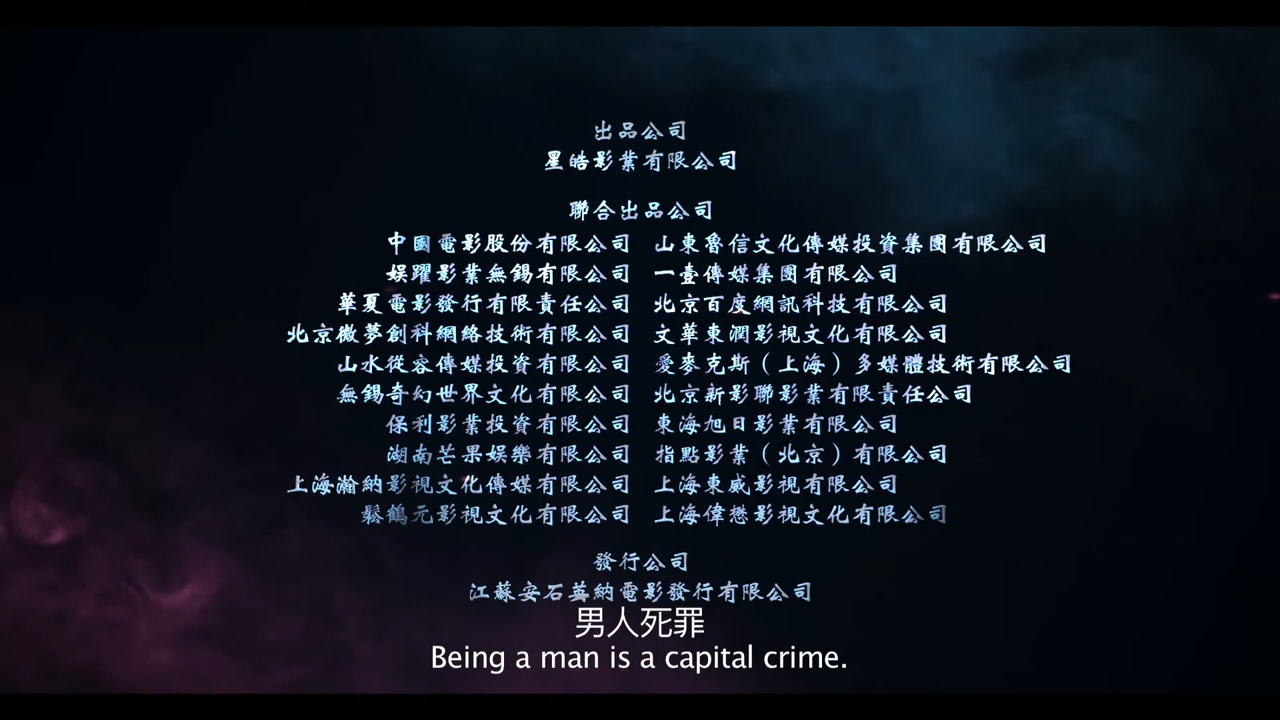 出品公司
星皓影業有限公司
聯合出品公司
中國電影股份有限公司 山東魯信文化傳媒投資集團有限公司
娛躍影業無錫有限公司 一壹傳媒集團有限公司
華夏電影發行有限責任公司 北京百度網訊科技有限公司
北京微夢創科網絡技術有限公司 文華東潤影視文化有限公司
山水從容傳媒投資有限公司 愛麥克斯（上海）多媒體技術有限公司
無錫奇幻世界文化有限公司 北京新影聯影業有限責任公司
保利影業投資有限公司 東海旭日影業有限公司
湖南芒果娛樂有限公司 指點影業（北京）有限公司
上海瀚納影視文化傳媒有限公司 上海東威影視有限公司
鬆鶴元影視文化有限公司 上海偉懋影視文化有限公司
發行公司
江蘇安石英納電影發行有限公司
男人死罪
Being a man is a capital crime.